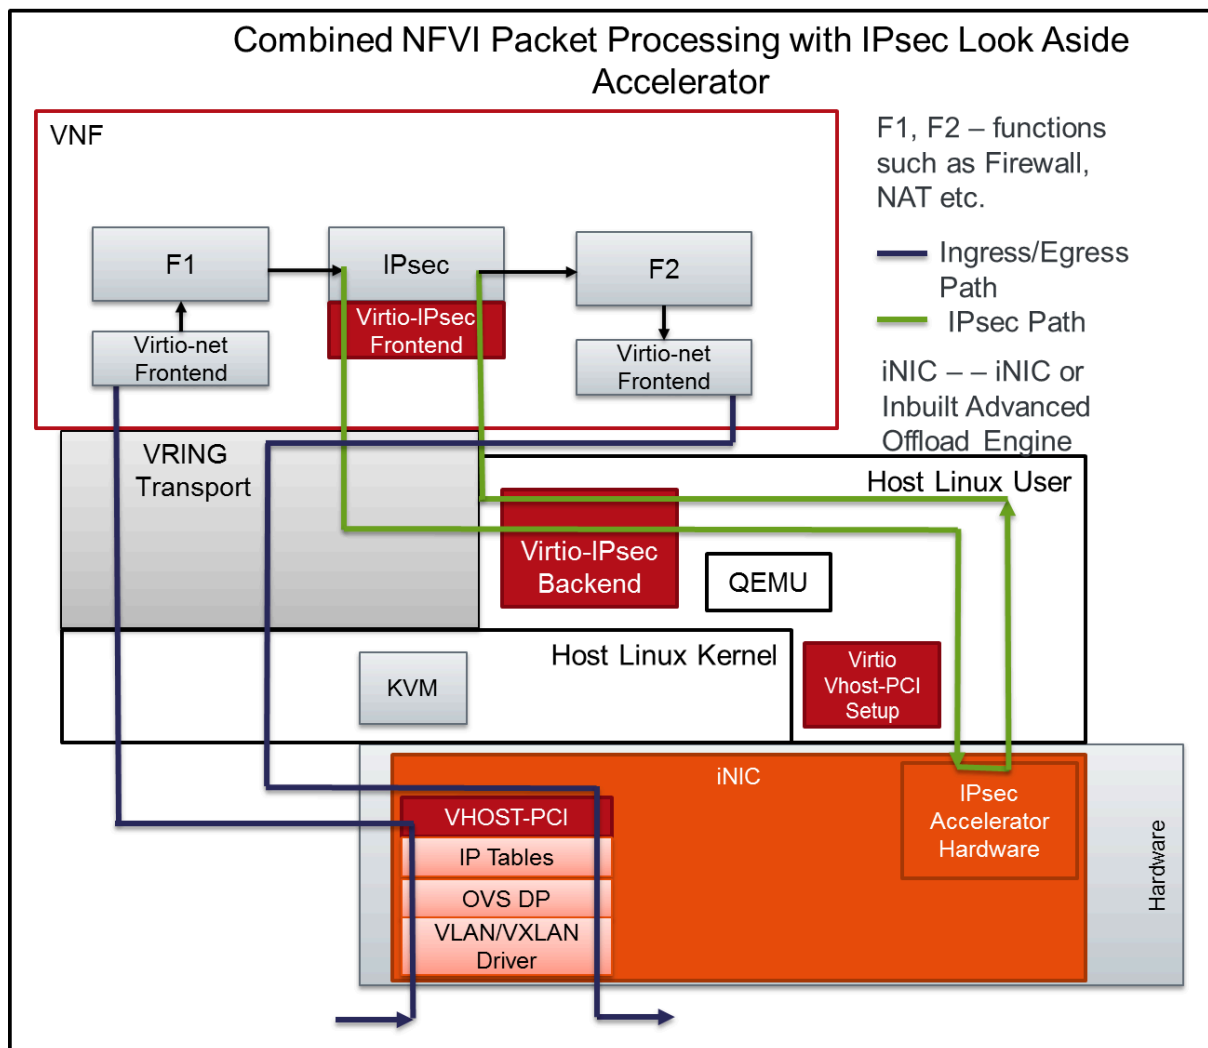 Combined NFVI Packet Processing with IPsec Look Aside
Accelerator
VNF
F1, F2 – functions
such as Firewall,
NAT etc.
F1
IPsec
F2
Ingress/Egress
Path
Virtio-IPsec
Frontend
IPsec Path
Virtio-net
Frontend
Virtio-net
Frontend
iNIC – – iNIC or
Inbuilt Advanced
Offload Engine
VRING
Transport
Host Linux User
Virtio-IPsec
Backend
QEMU
Host Linux Kernel
KVM
Virtio
Vhost-PCI
Setup
iNIC
IPsec
Accelerator
Hardware
VHOST-PCI
IP Tables
OVS DP
VLAN/VXLAN
Driver
Hardware